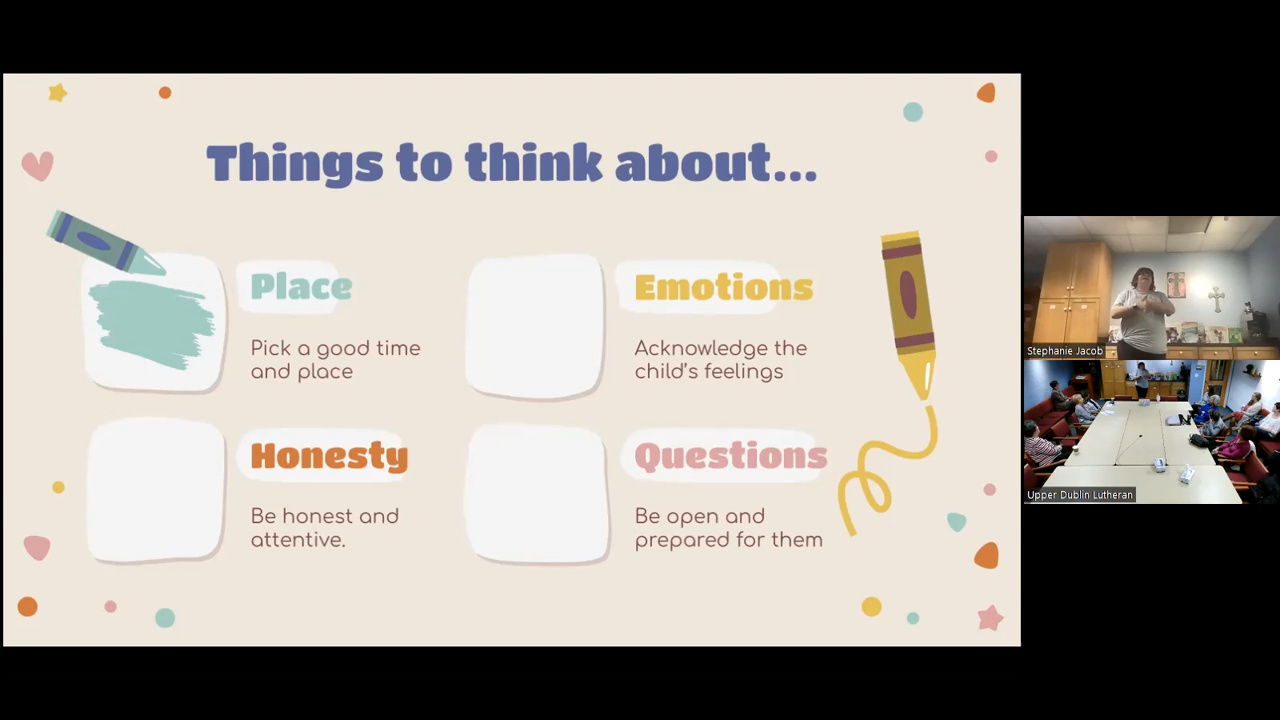 Things to think about...
Place
Pick a good time
and place
Emotions
Acknowledge the
child's feelings
Honesty
Be honest and
attentive.
Questions
Be open and
prepared for them
Stephanie Jacob
Upper Dublin Lutheran